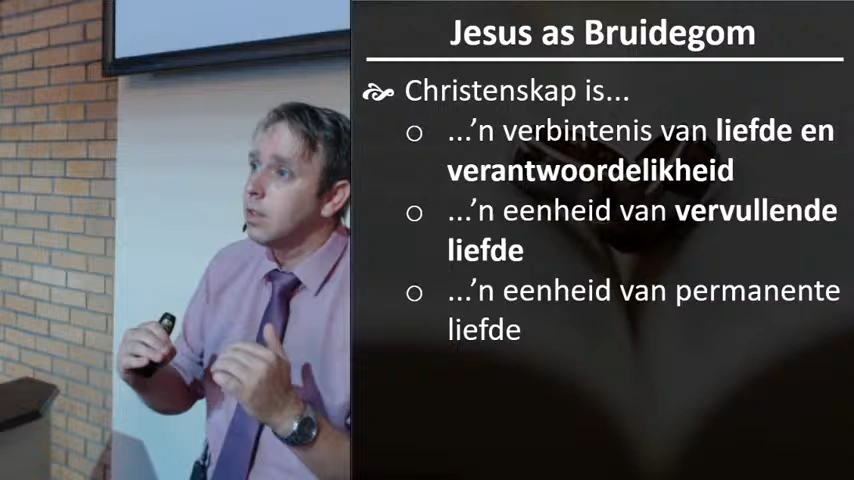 Jesus as Bruidegom
Christenskap is...
...’n verbintenis van liefde en
verantwoordelikheid
...’n eenheid van vervullende
liefde
...’n eenheid van permanente
liefde